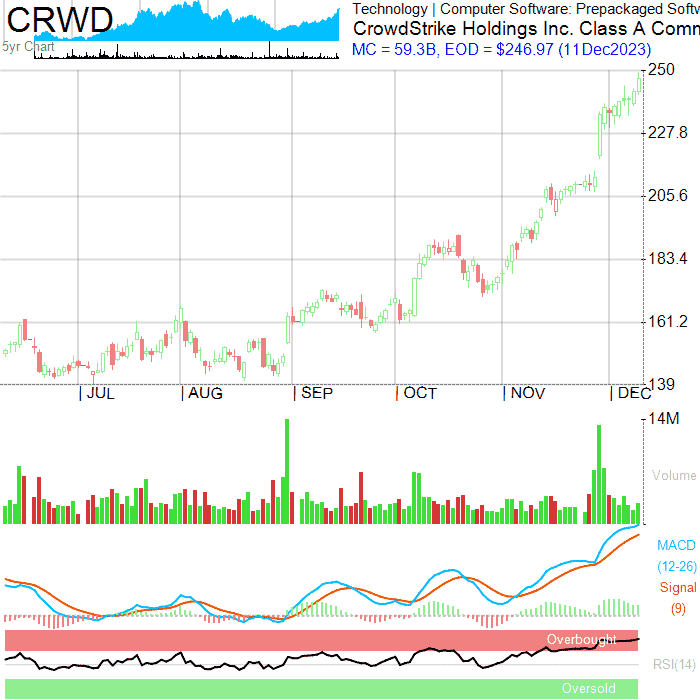 CRWD
5yr Chart
Technology | Computer Software: Prepackaged Softw
CrowdStrike Holdings Inc. Class A Comm
MC = 59.3B, EOD = $246.97 (11Dec2023)
250
227.8
205.6
183.4
161.2
139
JUL AUG SEP OCT NOV DEC
14M
Volume
MACD
(12-26)
Signal
(9)
Overbought
RSI(14)
Oversold